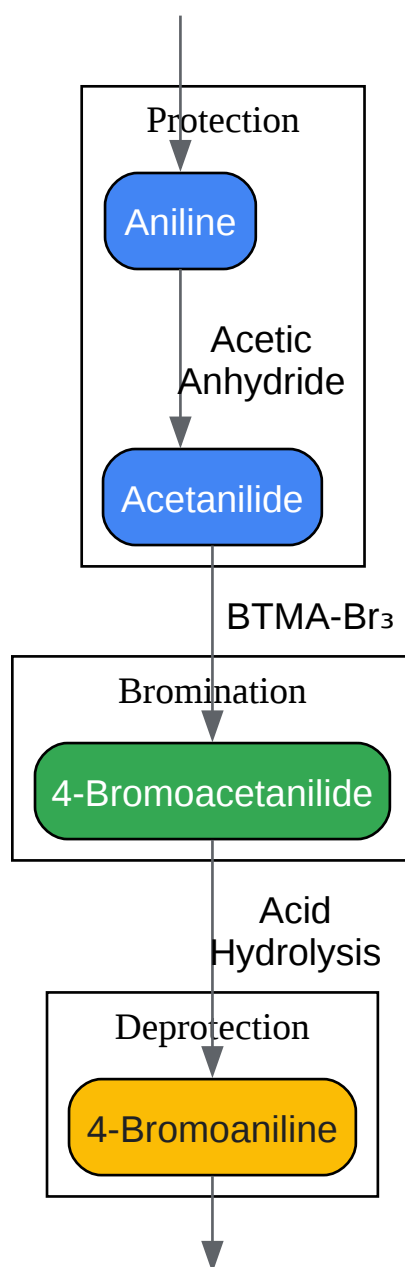 Protection
Aniline
Acetic
Anhydride
Acetanilide
BTMA-Br₃
Bromination
4-Bromoacetanilide
Acid
Hydrolysis
Deprotection
4-Bromoaniline